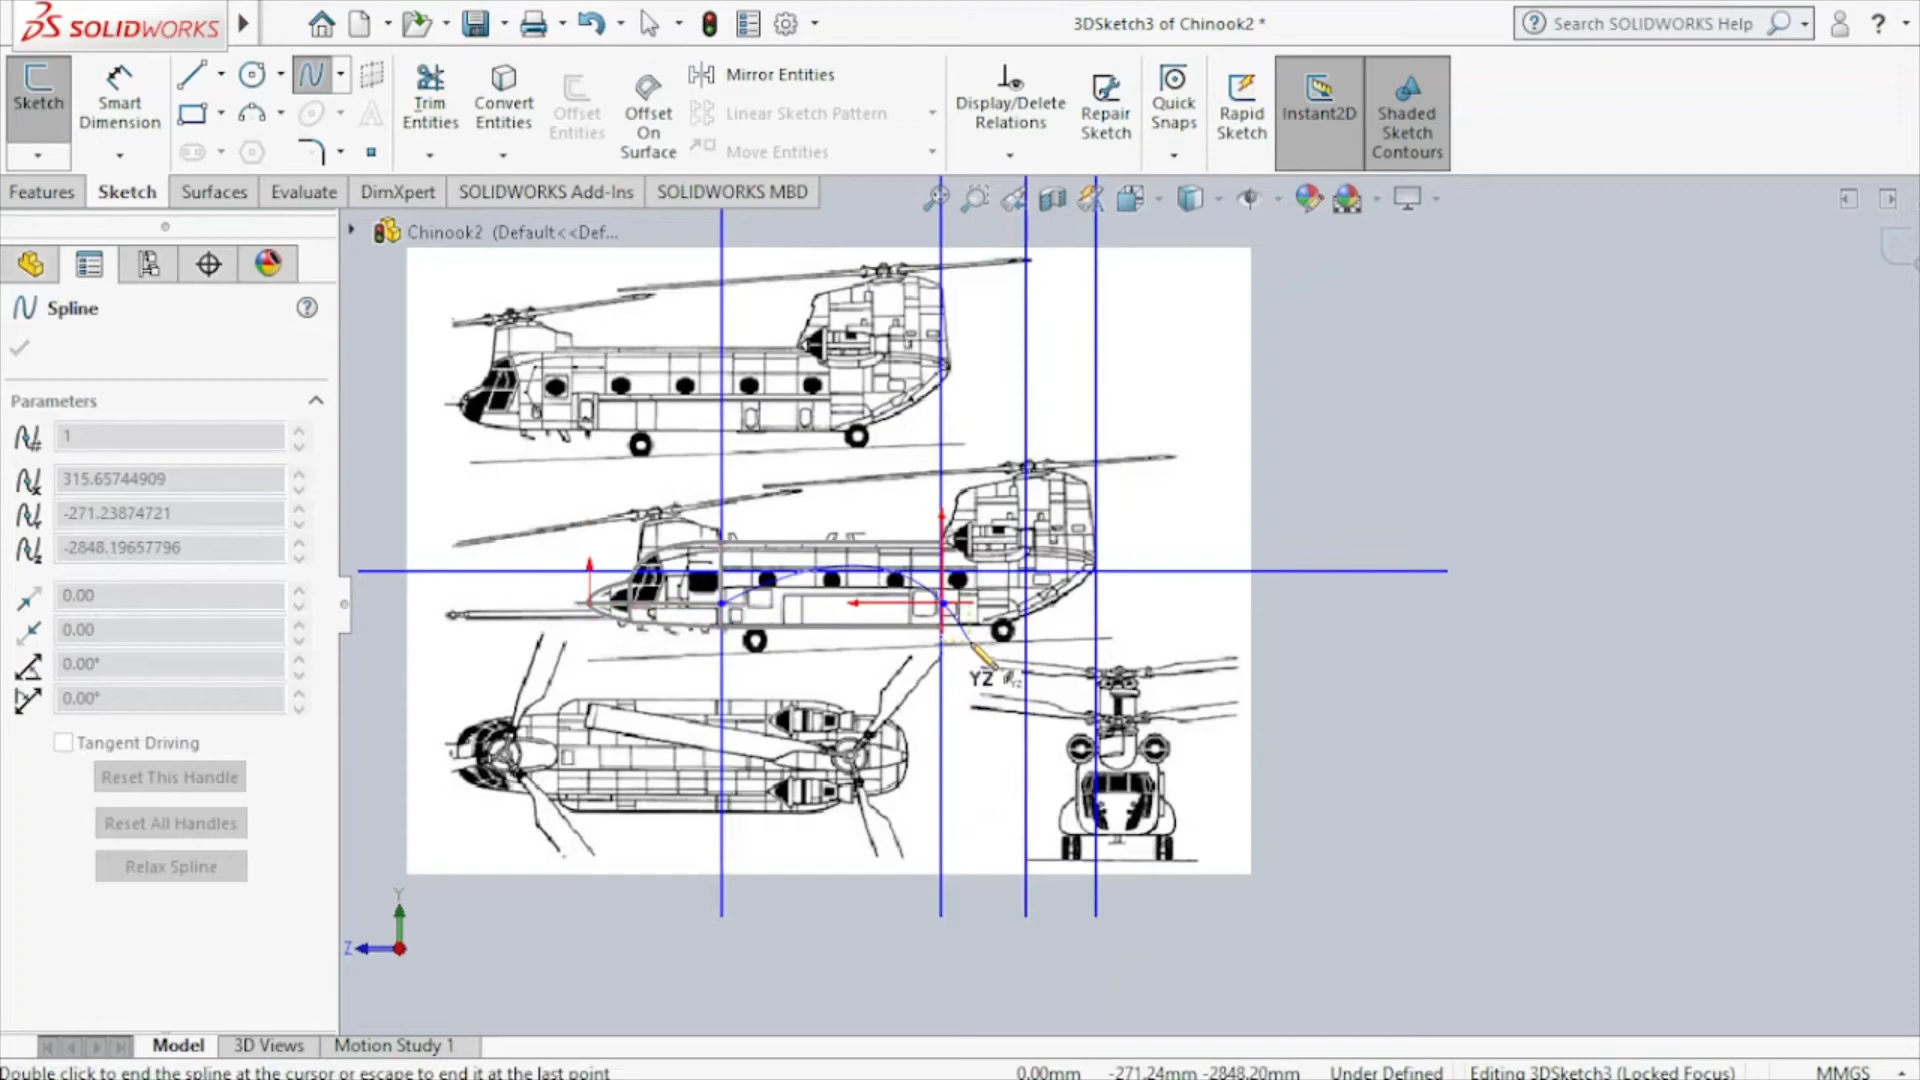 SOLIDWORKS
3DSketch3 of Chinook2 *
Search SOLIDWORKS Help
?
Sketch
Smart Dimension
Trim Entities
Convert Entities
Offset Entities
Offset On Surface
Mirror Entities
Linear Sketch Pattern
Move Entities
Display/Delete Relations
Repair Sketch
Quick Snaps
Rapid Sketch
Instant2D
Shaded Sketch Contours
Features
Sketch
Surfaces
Evaluate
DimXpert
SOLIDWORKS Add-Ins
SOLIDWORKS MBD
Chinook2 (Default<<Def...
Spline
Parameters
1
315.65744909
-271.23874721
-2848.19657796
0.00
0.00
0.00°
0.00°
Tangent Driving
Reset This Handle
Reset All Handles
Relax Spline
YZ
Y
Z
Model
3D Views
Motion Study 1
Double click to end the spline at the cursor or escape to end it at the last point
0.00mm
-271.24mm -2848.20mm
Under Defined
Editing 3DSketch3 (Locked Focus)
MMGS